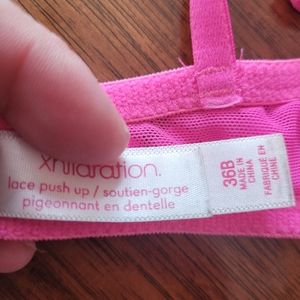 xhilaration.
lace push up / soutien-gorge
pigeonnant en dentelle
36B
MADE IN
CHINA
FABRIQUÉ EN
CHINE